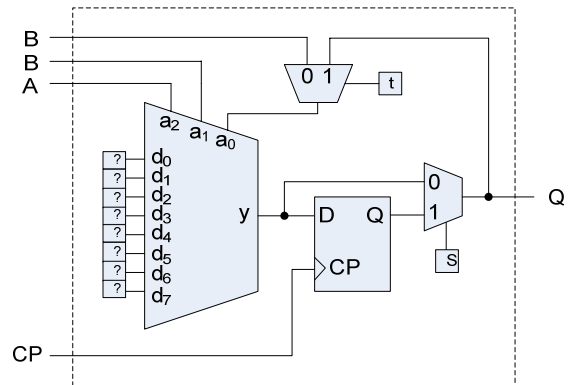 B
B
A
0 1
t
a2 a1 a0
? d0
? d1
? d2
? d3
? d4
? d5
? d6
? d7
y
D Q
CP
0
1
S
Q
CP